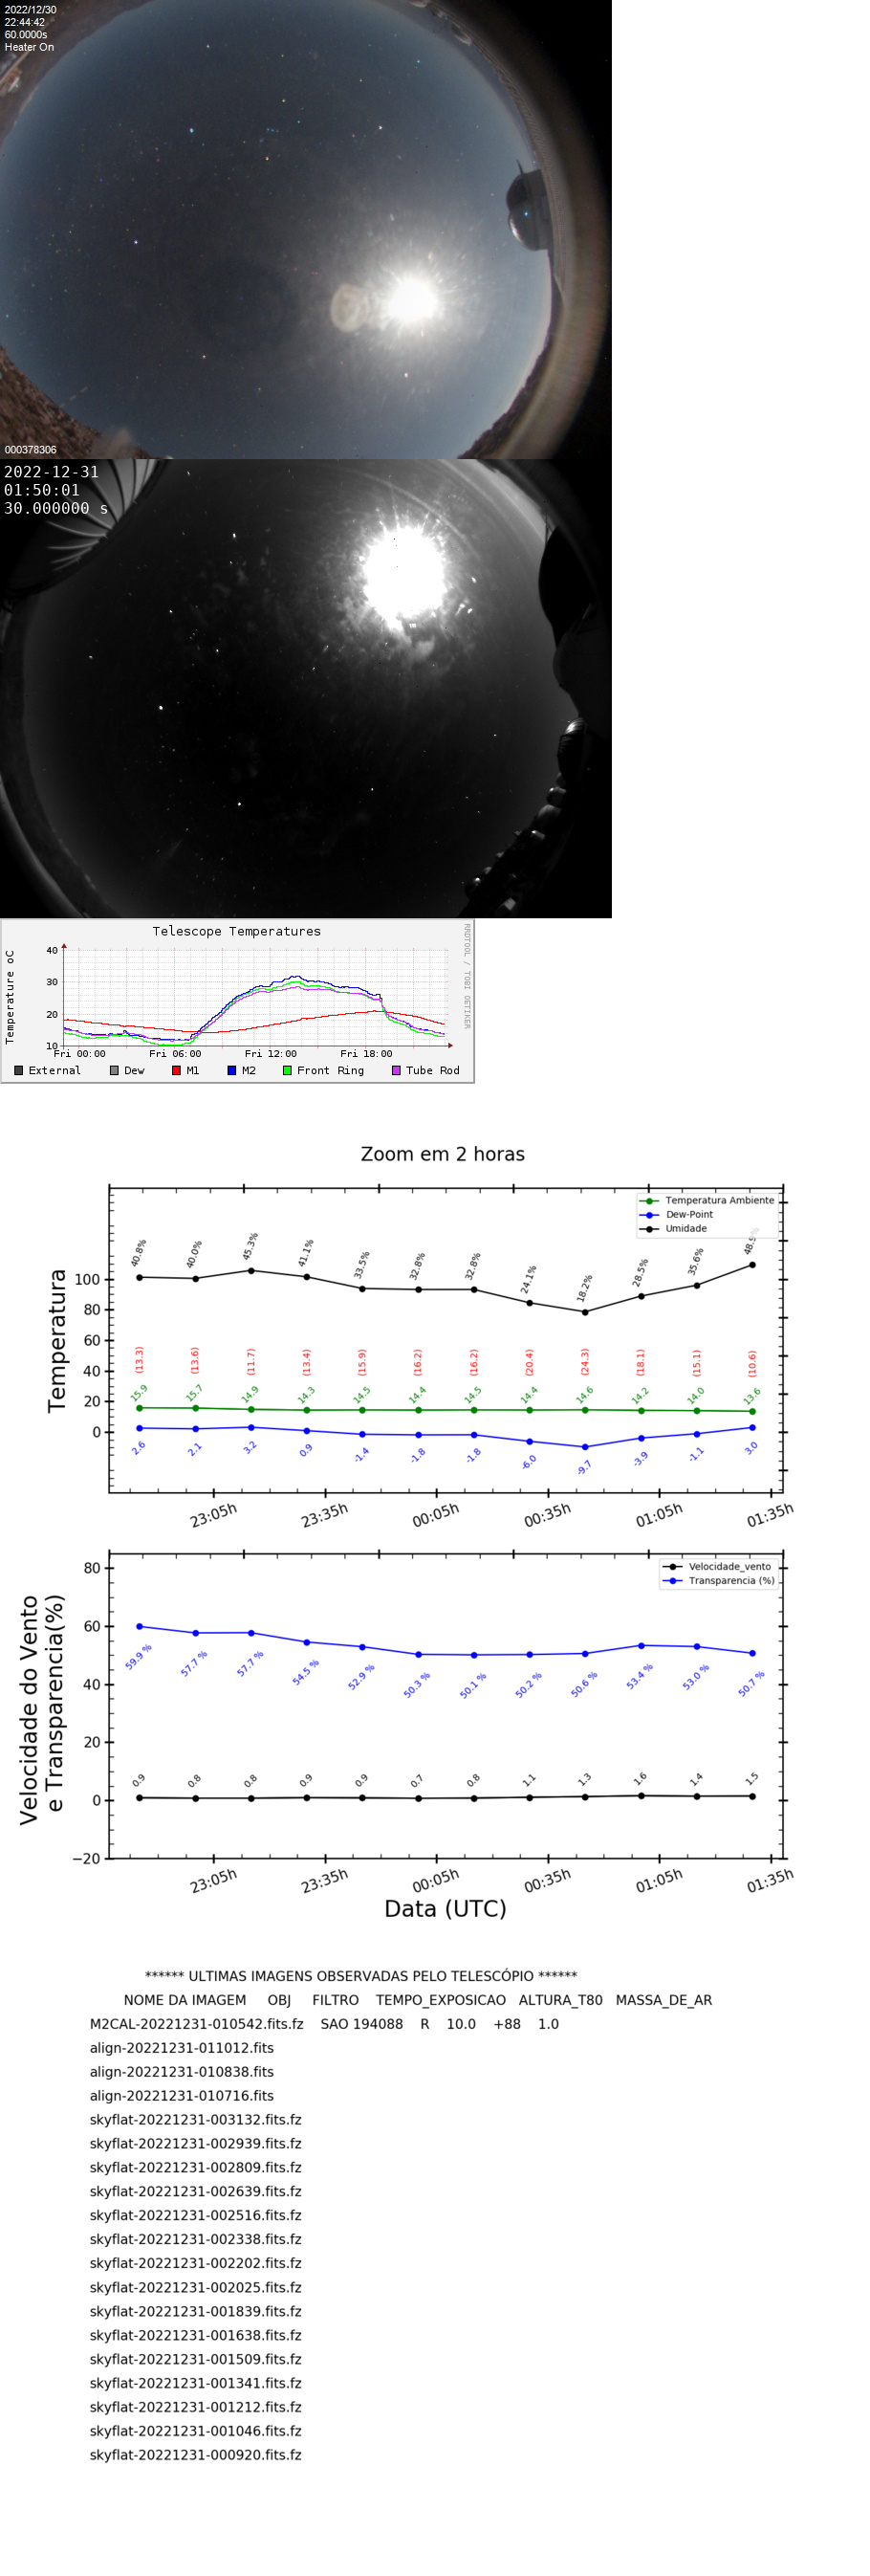 2022/12/30
22:44:42
60.0000s
Heater On
000378306
2022-12-31
01:50:01
30.000000 s
Telescope Temperatures
RRDTOOL / TOBI OETIKER
Temperature oC
40
30
20
10
Fri 00:00 Fri 06:00 Fri 12:00 Fri 18:00
External Dew M1 M2 Front Ring Tube Rod
Zoom em 2 horas
Temperatura Ambiente
Dew-Point
Umidade
40.8% 40.0% 45.3% 41.1% 33.5% 32.8% 32.8% 24.1% 18.2% 28.5% 35.6%
Temperatura
100
80
60
40
20
0
(13.3) (13.6) (11.7) (13.4) (15.9) (16.2) (16.2) (20.4) (24.3) (18.1) (15.1) (10.6)
15.9 15.7 14.9 14.3 14.5 14.4 14.5 14.4 14.6 14.2 14.0 13.6
2.6 2.1 3.2 0.9 -1.4 -1.8 -1.8 -6.0 -9.7 -3.9 -1.1 3.0
23:05h 23:35h 00:05h 00:35h 01:05h 01:35h
Velocidade_vento
Transparencia (%)
Velocidade do Vento
e Transparencia(%)
80
60
40
20
0
−20
59.9 % 57.7 % 57.7 % 54.5 % 52.9 % 50.3 % 50.1 % 50.2 % 50.6 % 53.4 % 53.0 % 50.7 %
0.9 0.8 0.8 0.9 0.9 0.7 0.8 1.1 1.3 1.6 1.4 1.5
23:05h 23:35h 00:05h 00:35h 01:05h 01:35h
Data (UTC)
****** ULTIMAS IMAGENS OBSERVADAS PELO TELESCÓPIO ******
NOME DA IMAGEM OBJ FILTRO TEMPO_EXPOSICAO ALTURA_T80 MASSA_DE_AR
M2CAL-20221231-010542.fits.fz SAO 194088 R 10.0 +88 1.0
align-20221231-011012.fits
align-20221231-010838.fits
align-20221231-010716.fits
skyflat-20221231-003132.fits.fz
skyflat-20221231-002939.fits.fz
skyflat-20221231-002809.fits.fz
skyflat-20221231-002639.fits.fz
skyflat-20221231-002516.fits.fz
skyflat-20221231-002338.fits.fz
skyflat-20221231-002202.fits.fz
skyflat-20221231-002025.fits.fz
skyflat-20221231-001839.fits.fz
skyflat-20221231-001638.fits.fz
skyflat-20221231-001509.fits.fz
skyflat-20221231-001341.fits.fz
skyflat-20221231-001212.fits.fz
skyflat-20221231-001046.fits.fz
skyflat-20221231-000920.fits.fz